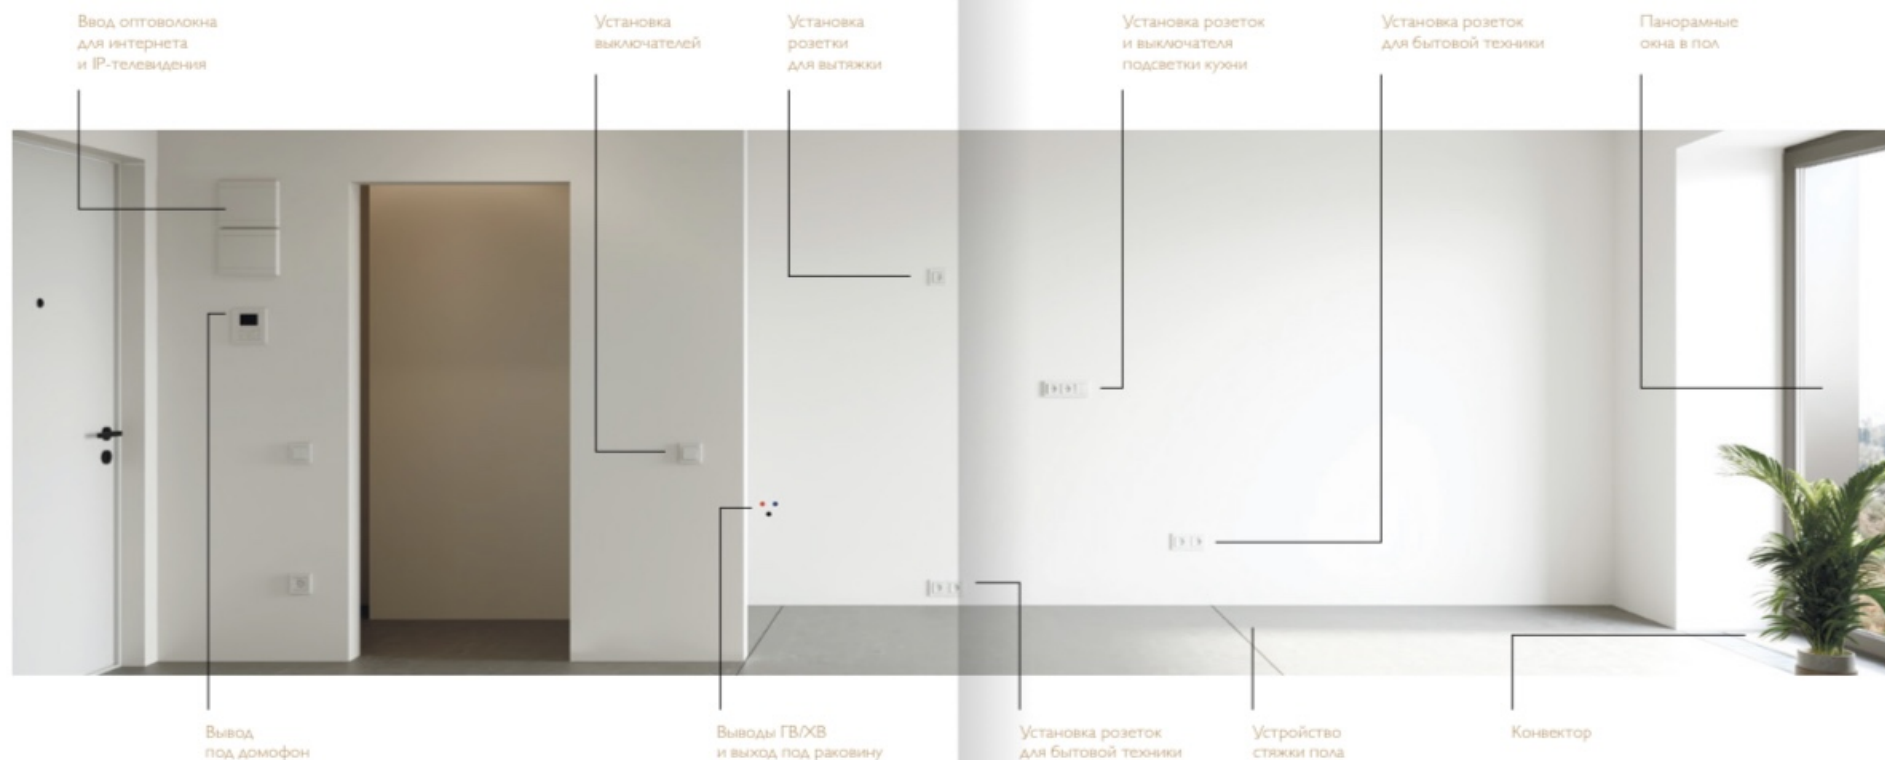 Ввод оптоволокна
для интернета
и IP-телевидения
Установка
выключателей
Установка
розетки
для вытяжки
Установка розеток
и выключателя
подсветки кухни
Установка розеток
для бытовой техники
Панорамные
окна в пол
Вывод
под домофон
Выводы ГВ/ХВ
и выход под раковину
Установка розеток
для бытовой техники
Устройство
стяжки пола
Конвектор